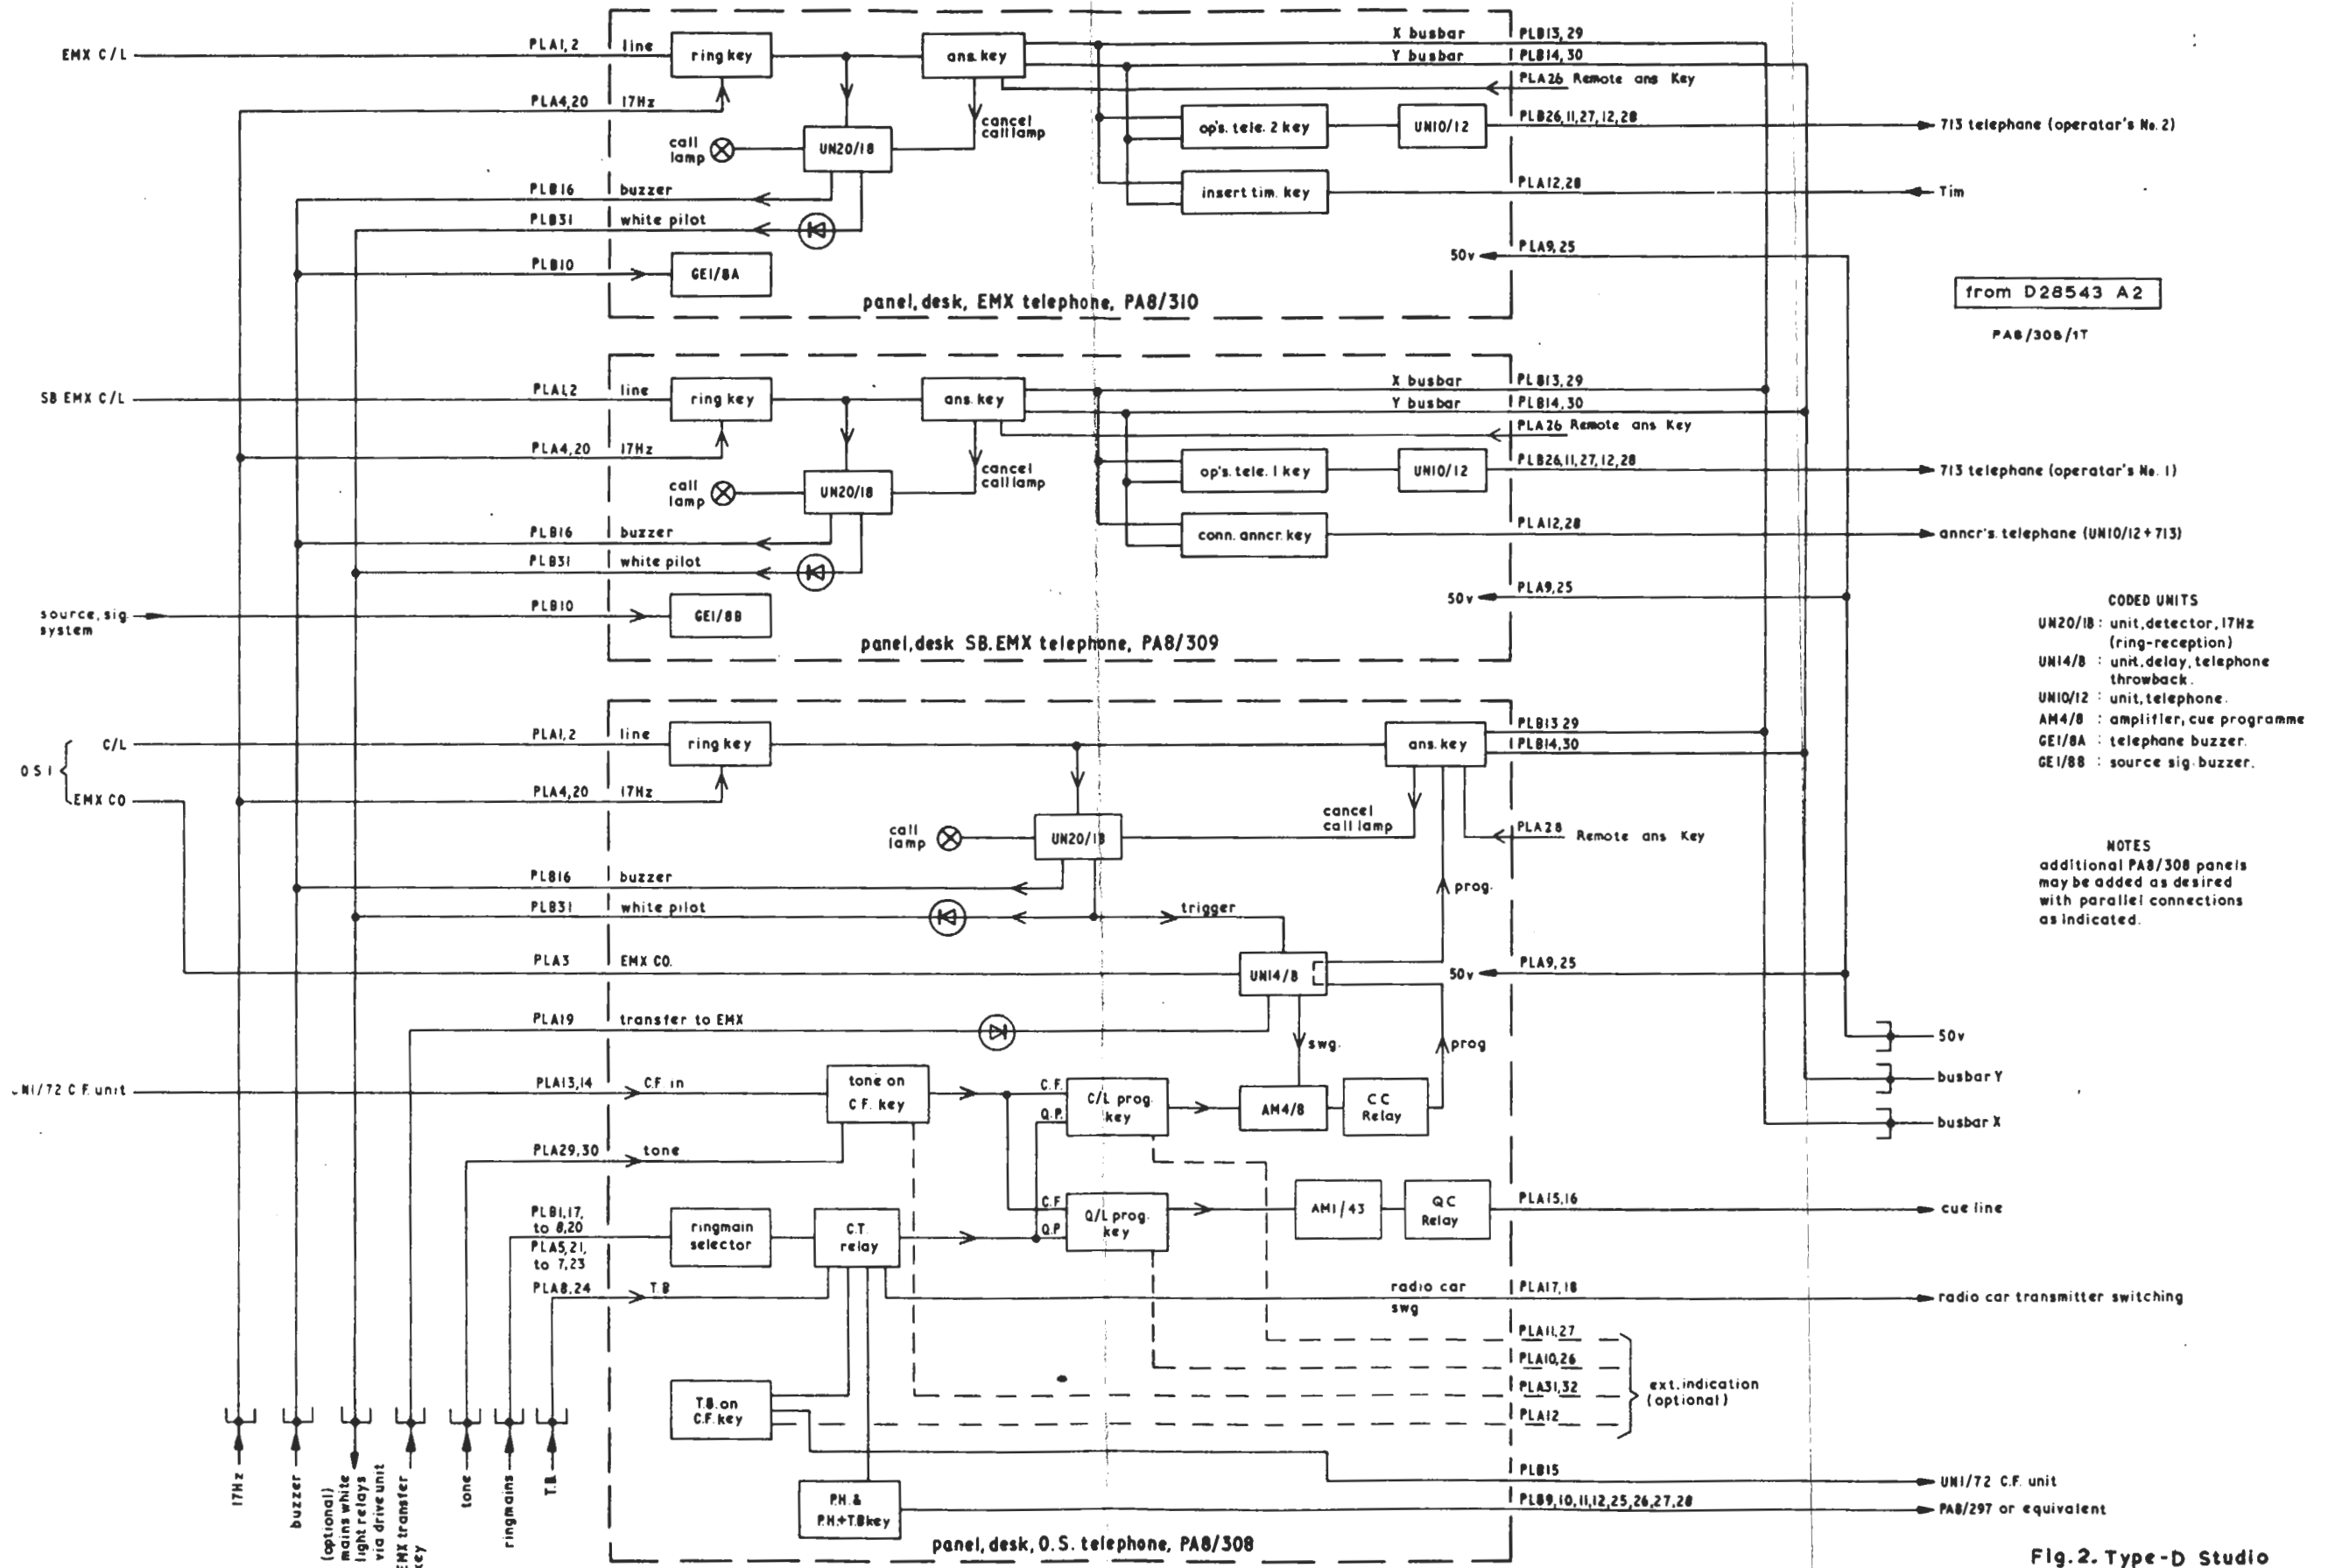 EMX C/L
PLA1,2 line
ring key
ans. key
X busbar PLB13,29
Y busbar PLB14,30
PLA26 Remote ans Key
PLA4,20 17Hz
call lamp
UN20/18
cancel call lamp
op's. tele. 2 key
UN10/12
PLB26,11,27,12,28
713 telephone (operator's No. 2)
PLB16 buzzer
PLB31 white pilot
insert tim. key
PLA12,28
Tim
PLB10
GE1/8A
50v
PLA9,25
panel, desk, EMX telephone, PA8/310
from D28543 A2
PA8/308/1T
SB EMX C/L
PLA1,2 line
ring key
ans. key
X busbar PLB13,29
Y busbar PLB14,30
PLA26 Remote ans Key
PLA4,20 17Hz
call lamp
UN20/18
cancel call lamp
op's. tele. 1 key
UN10/12
PLB26,11,27,12,28
713 telephone (operator's No. 1)
PLB16 buzzer
PLB31 white pilot
conn. anncr. key
PLA12,28
anncr's. telephone (UN10/12+713)
source, sig.
system
PLB10
GE1/8B
50v
PLA9,25
panel, desk SB. EMX telephone, PA8/309
CODED UNITS
UN20/18 : unit, detector, 17Hz
(ring-reception)
UN14/8 : unit, delay, telephone
throwback.
UN10/12 : unit, telephone.
AM4/8 : amplifier, cue programme
GE1/8A : telephone buzzer.
GE1/8B : source sig. buzzer.
NOTES
additional PA8/308 panels
may be added as desired
with parallel connections
as indicated.
OS1
C/L
EMX CO
PLA1,2 line
ring key
ans. key
PLB13 29
PLB14,30
PLA4,20 17Hz
call lamp
UN20/18
cancel
call lamp
PLA28 Remote ans Key
PLB16 buzzer
PLB31 white pilot
trigger
prog.
PLA3 EMX CO.
UN14/8
50v
PLA9,25
PLA19 transfer to EMX
swg.
prog
50v
busbar Y
busbar X
UN1/72 C.F. unit
PLA13,14 C.F. in
tone on
C.F. key
C.F.
Q.P.
C/L prog.
key
AM4/8
CC
Relay
PLA29,30 tone
PLB1,17,
to 8,20
PLA5,21,
to 7,23
ringmain
selector
C.T.
relay
C.F
Q.P
Q/L prog.
key
AM1/43
QC
Relay
PLA15,16
cue line
PLA8,24 T.B
radio car
swg
PLA17,18
radio car transmitter switching
PLA11,27
PLA10,26
PLA31,32
PLA12
ext. indication
(optional)
T.B. on
C.F. key
PLB15
UN1/72 C.F. unit
P.H. &
P.H.+T.B key
PLB9,10,11,12,25,26,27,28
PA8/297 or equivalent
panel, desk, O.S. telephone, PA8/308
17Hz
buzzer
(optional)
mains white
light relays
via drive unit
EMX transfer
key
tone
ringmains
T.B.
Fig. 2. Type-D Studio